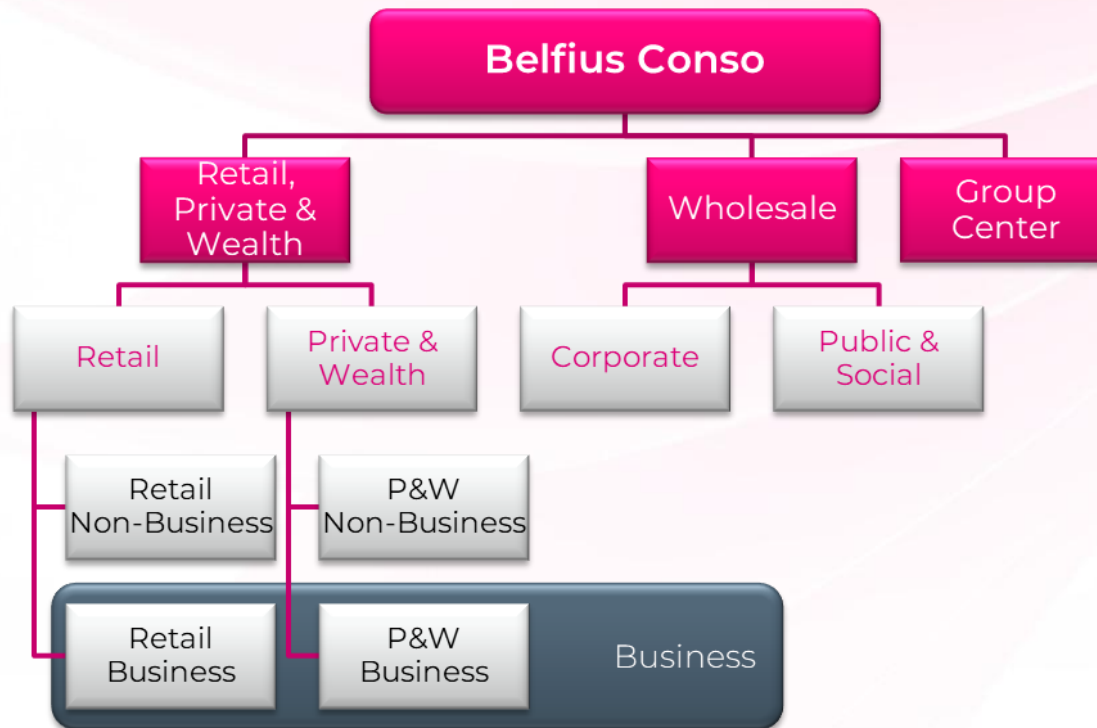 Belfius Conso
Retail,
Private &
Wealth
Wholesale
Group
Center
Retail
Private &
Wealth
Corporate
Public &
Social
Retail
Non-Business
P&W
Non-Business
Retail
Business
P&W
Business
Business